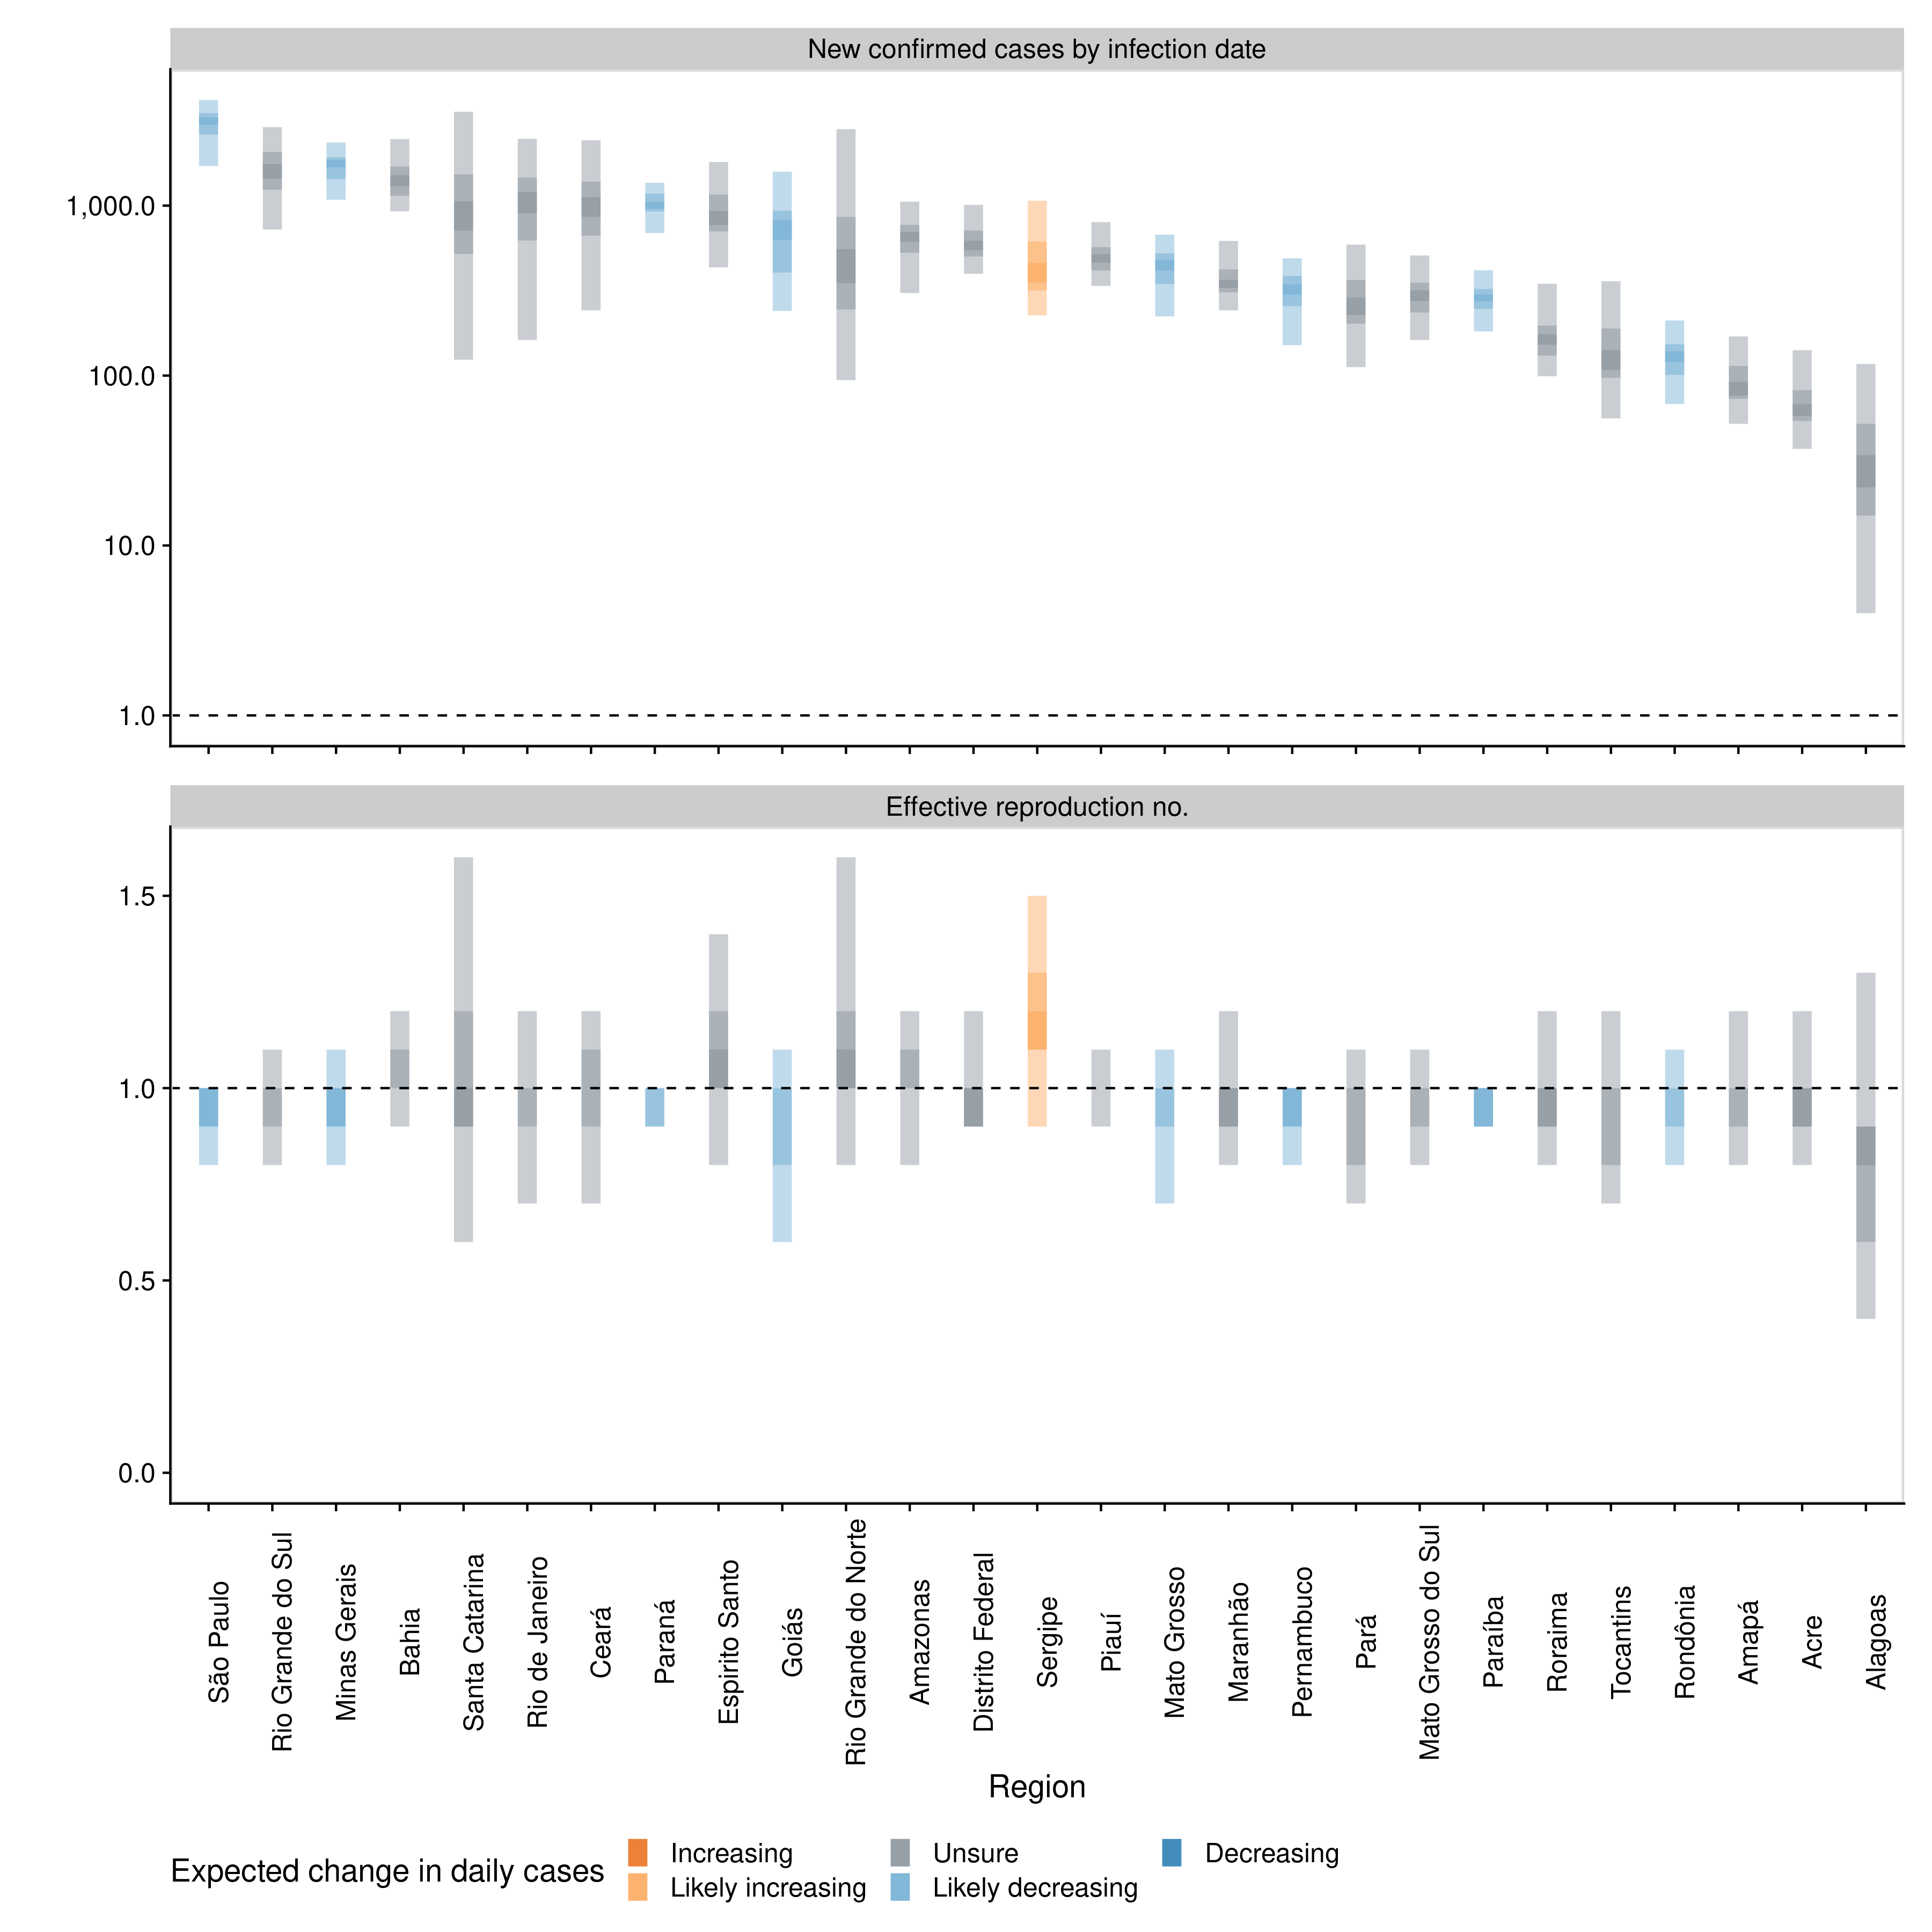 New confirmed cases by infection date
1,000.0
100.0
10.0
1.0
Effective reproduction no.
1.5
1.0
0.5
0.0
São Paulo
Rio Grande do Sul
Minas Gerais
Bahia
Santa Catarina
Rio de Janeiro
Ceará
Paraná
Espirito Santo
Goiás
Rio Grande do Norte
Amazonas
Distrito Federal
Sergipe
Piauí
Mato Grosso
Maranhão
Pernambuco
Pará
Mato Grosso do Sul
Paraíba
Roraima
Tocantins
Rondônia
Amapá
Acre
Alagoas
Region
Expected change in daily cases
Increasing
Likely increasing
Unsure
Likely decreasing
Decreasing